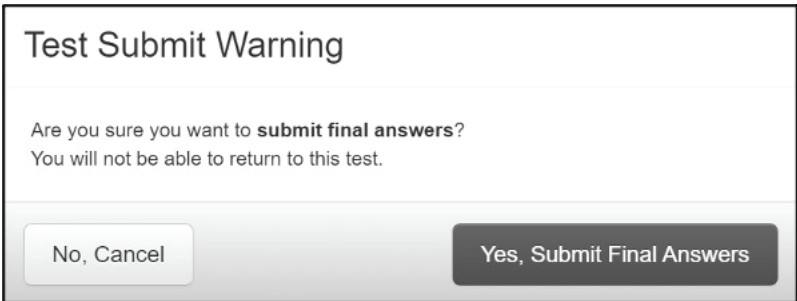 Test Submit Warning
Are you sure you want to submit final answers?
You will not be able to return to this test.
No, Cancel
Yes, Submit Final Answers